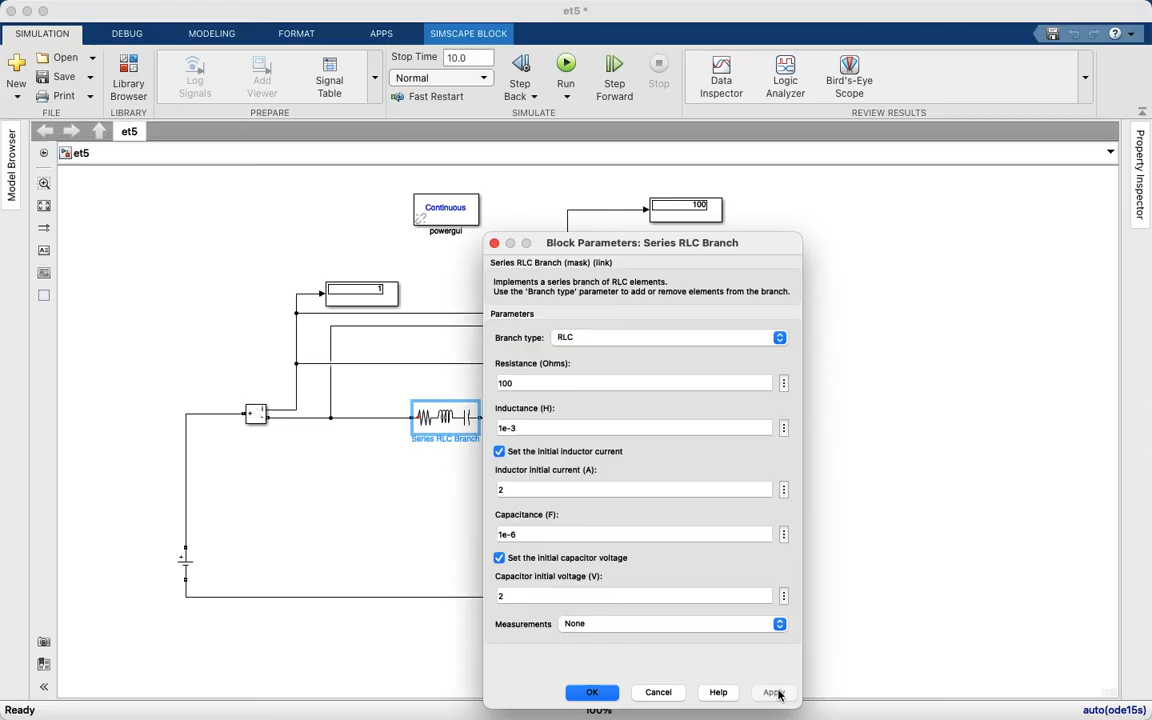 et5 *
SIMULATION DEBUG MODELING FORMAT APPS SIMSCAPE BLOCK
New
Open
Save
Print
FILE
Library
Browser
LIBRARY
Log
Signals
Add
Viewer
Signal
Table
PREPARE
Stop Time 10.0
Normal
Fast Restart
Step
Back
Run
Step
Forward
Stop
SIMULATE
Data
Inspector
Logic
Analyzer
Bird's-Eye
Scope
REVIEW RESULTS
Model Browser
et5
et5
Property Inspector
Continuous
powergui
100
1
Series RLC Branch
Block Parameters: Series RLC Branch
Series RLC Branch (mask) (link)
Implements a series branch of RLC elements.
Use the 'Branch type' parameter to add or remove elements from the branch.
Parameters
Branch type: RLC
Resistance (Ohms):
100
Inductance (H):
1e-3
Set the initial inductor current
Inductor initial current (A):
2
Capacitance (F):
1e-6
Set the initial capacitor voltage
Capacitor initial voltage (V):
2
Measurements None
OK Cancel Help Apply
Ready 100% auto(ode15s)